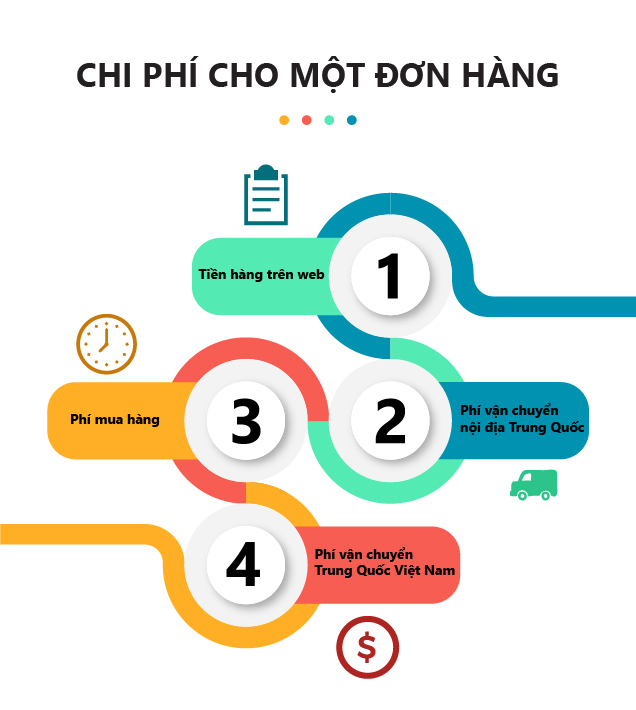 CHI PHÍ CHO MỘT ĐƠN HÀNG
1
Tiền hàng trên web
2
Phí vận chuyển
nội địa Trung Quốc
3
Phí mua hàng
4
Phí vận chuyển
Trung Quốc Việt Nam
$